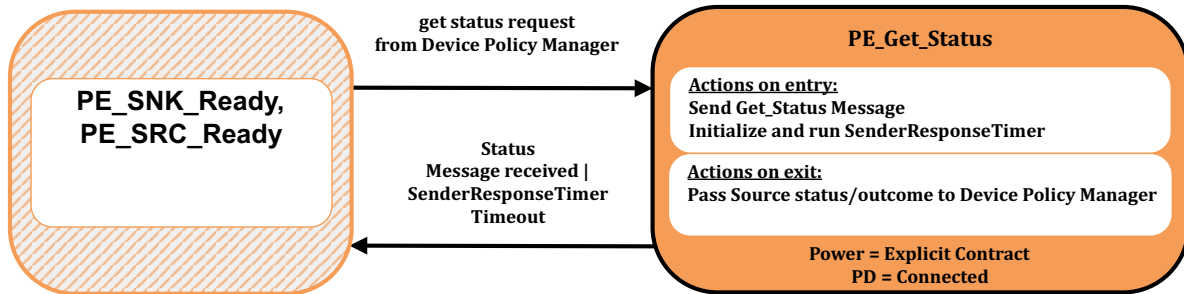 PE_SNK_Ready,
PE_SRC_Ready
get status request
from Device Policy Manager
Status
Message received |
SenderResponseTimer
Timeout
PE_Get_Status
Actions on entry:
Send Get_Status Message
Initialize and run SenderResponseTimer
Actions on exit:
Pass Source status/outcome to Device Policy Manager
Power = Explicit Contract
PD = Connected